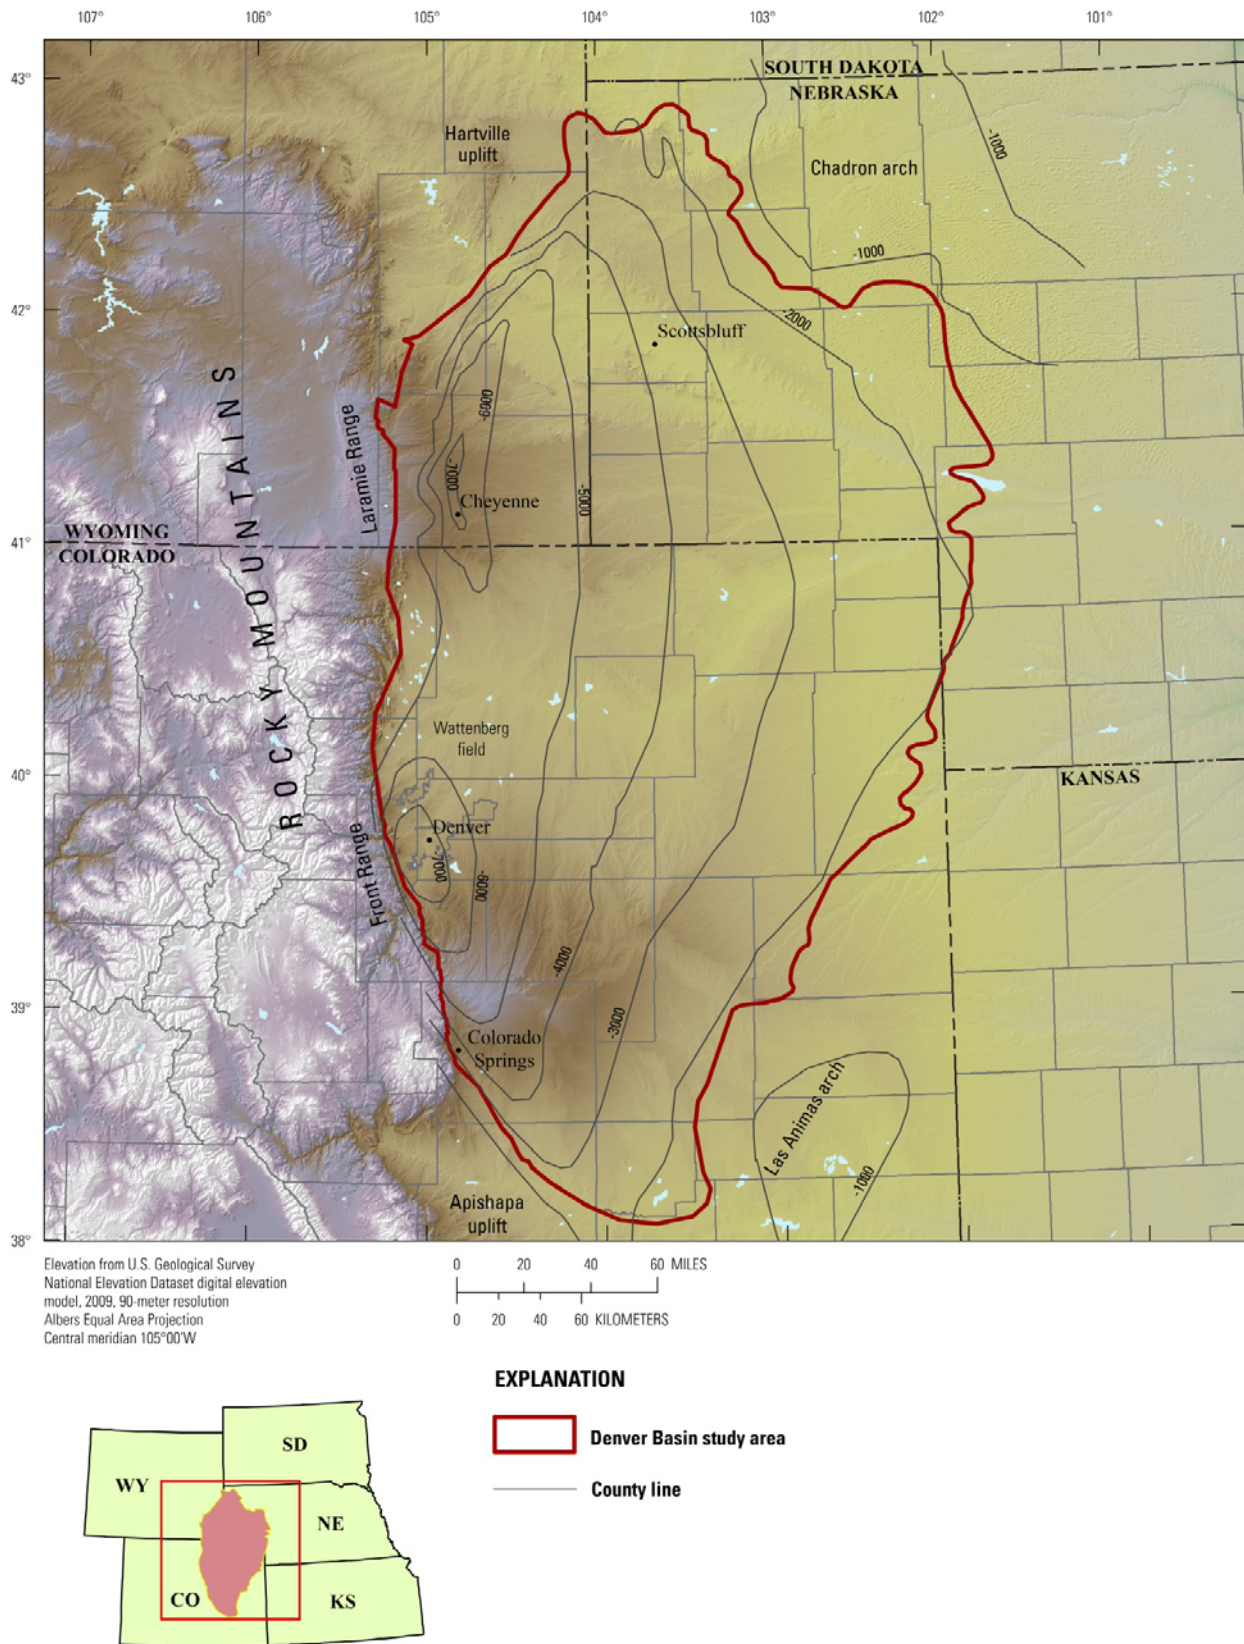 107° 106° 105° 104° 103° 102° 101°
43°
SOUTH DAKOTA
NEBRASKA
Hartville
uplift
-1000
Chadron arch
-1000
42°
-2000
Scottsbluff
ROCKY MOUNTAINS
Laramie Range
-6000
-7000
-5000
Cheyenne
WYOMING
COLORADO
41°
Wattenberg
field
40°
KANSAS
Front Range
Denver
-7000
-6000
-4000
39°
-3000
Colorado
Springs
Las Animas arch
-1000
Apishapa
uplift
38°
Elevation from U.S. Geological Survey
National Elevation Dataset digital elevation
model, 2009, 90-meter resolution
Albers Equal Area Projection
Central meridian 105°00'W
0 20 40 60 MILES
0 20 40 60 KILOMETERS
EXPLANATION
Denver Basin study area
County line
SD
WY
NE
CO
KS